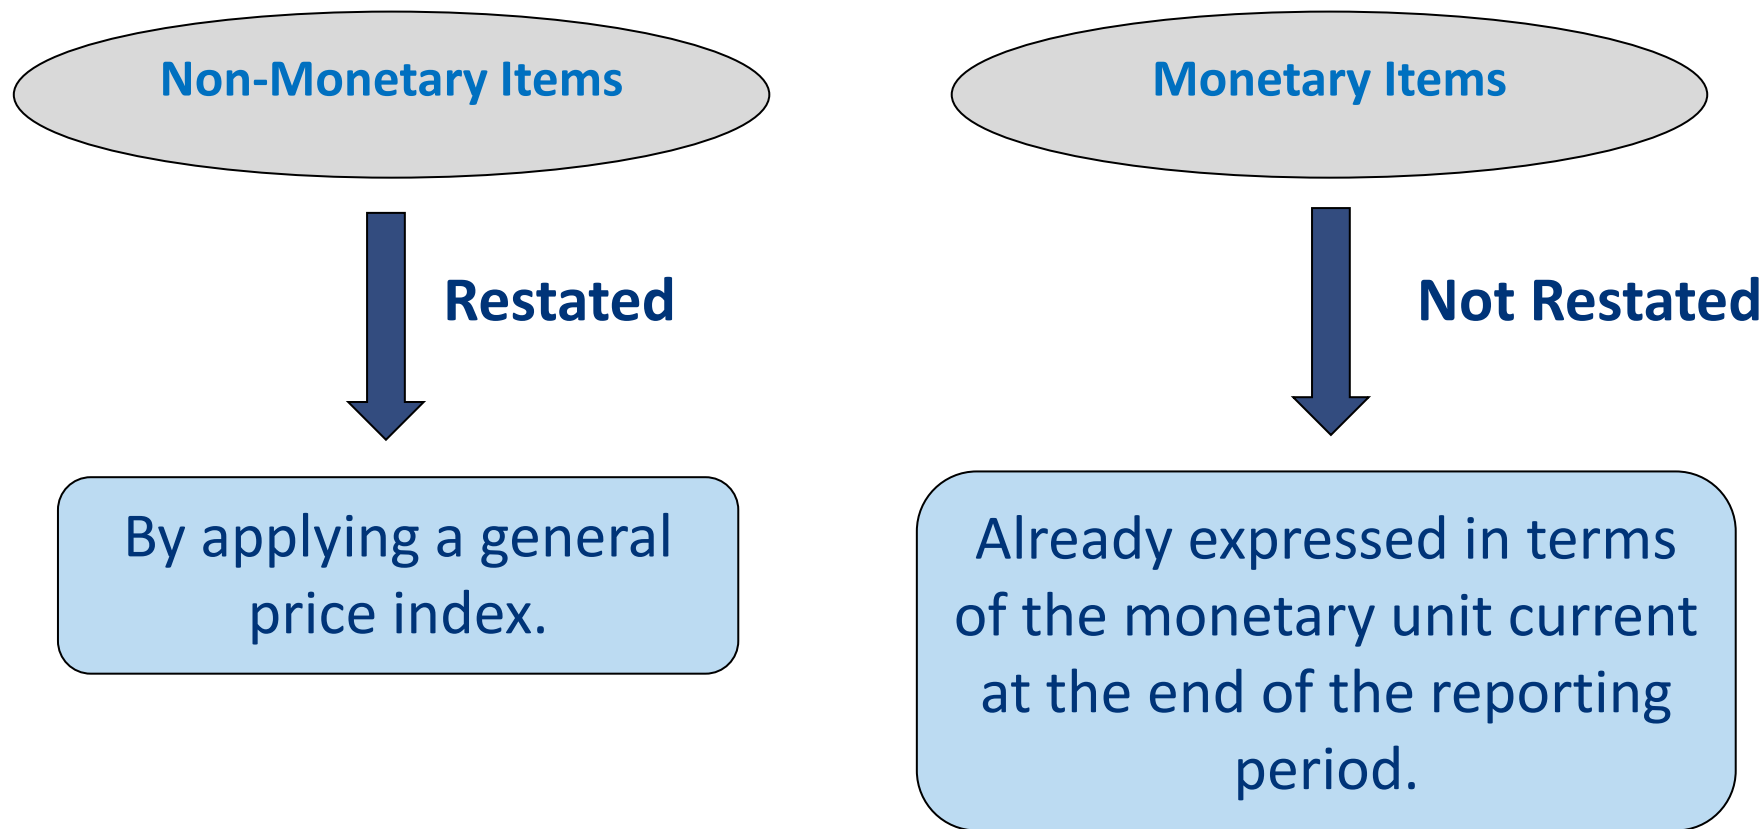 Non-Monetary Items
Restated
By applying a general
price index.
Monetary Items
Not Restated
Already expressed in terms
of the monetary unit current
at the end of the reporting
period.